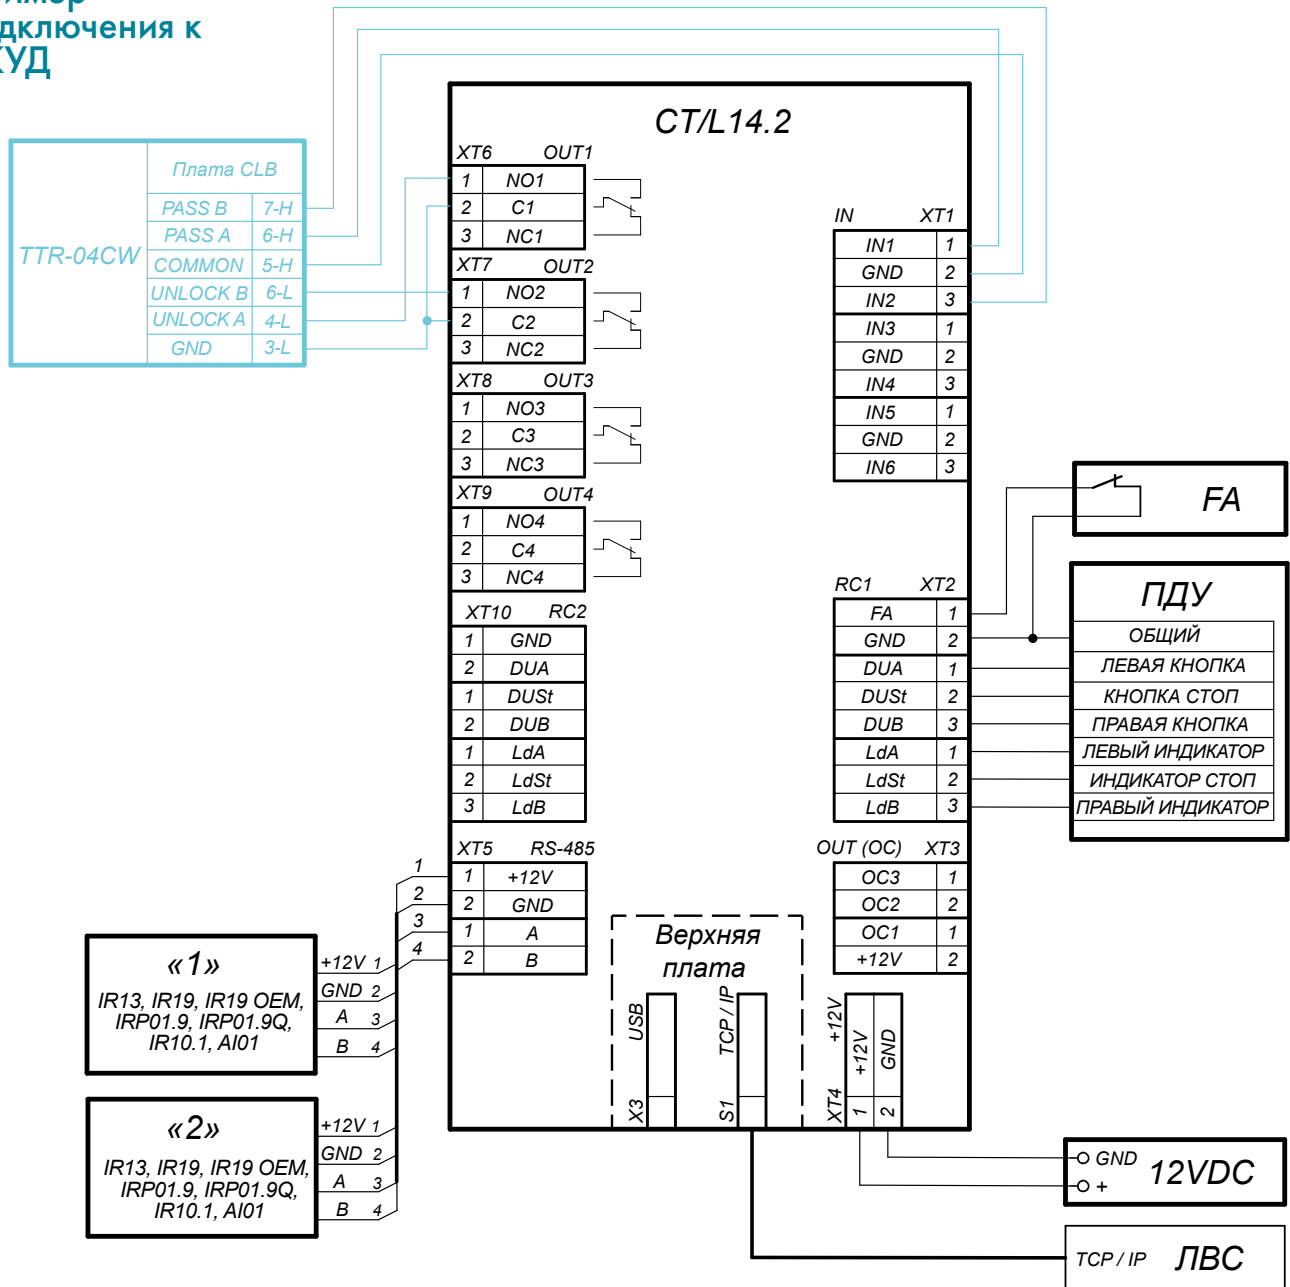 дключения к
КУД
CT/L14.2
TTR-04CW
Плата CLB
PASS B 7-H
PASS A 6-H
COMMON 5-H
UNLOCK B 6-L
UNLOCK A 4-L
GND 3-L
XT6 OUT1
1 NO1
2 C1
3 NC1
XT7 OUT2
1 NO2
2 C2
3 NC2
XT8 OUT3
1 NO3
2 C3
3 NC3
XT9 OUT4
1 NO4
2 C4
3 NC4
XT10 RC2
1 GND
2 DUA
1 DUSt
2 DUB
1 LdA
2 LdSt
3 LdB
XT5 RS-485
1 1 +12V
2 2 GND
3 1 A
4 2 B
IN XT1
IN1 1
GND 2
IN2 3
IN3 1
GND 2
IN4 3
IN5 1
GND 2
IN6 3
RC1 XT2
FA 1
GND 2
DUA 1
DUSt 2
DUB 3
LdA 1
LdSt 2
LdB 3
OUT (OC) XT3
OC3 1
OC2 2
OC1 1
+12V 2
FA
ПДУ
ОБЩИЙ
ЛЕВАЯ КНОПКА
КНОПКА СТОП
ПРАВАЯ КНОПКА
ЛЕВЫЙ ИНДИКАТОР
ИНДИКАТОР СТОП
ПРАВЫЙ ИНДИКАТОР
«1»
IR13, IR19, IR19 OEM,
IRP01.9, IRP01.9Q,
IR10.1, AI01
+12V 1
GND 2
A 3
B 4
«2»
IR13, IR19, IR19 OEM,
IRP01.9, IRP01.9Q,
IR10.1, AI01
+12V 1
GND 2
A 3
B 4
Верхняя
плата
X3 USB
S1 TCP / IP
XT4 +12V
1 +12V
2 GND
GND
+
12VDC
TCP / IP ЛВС